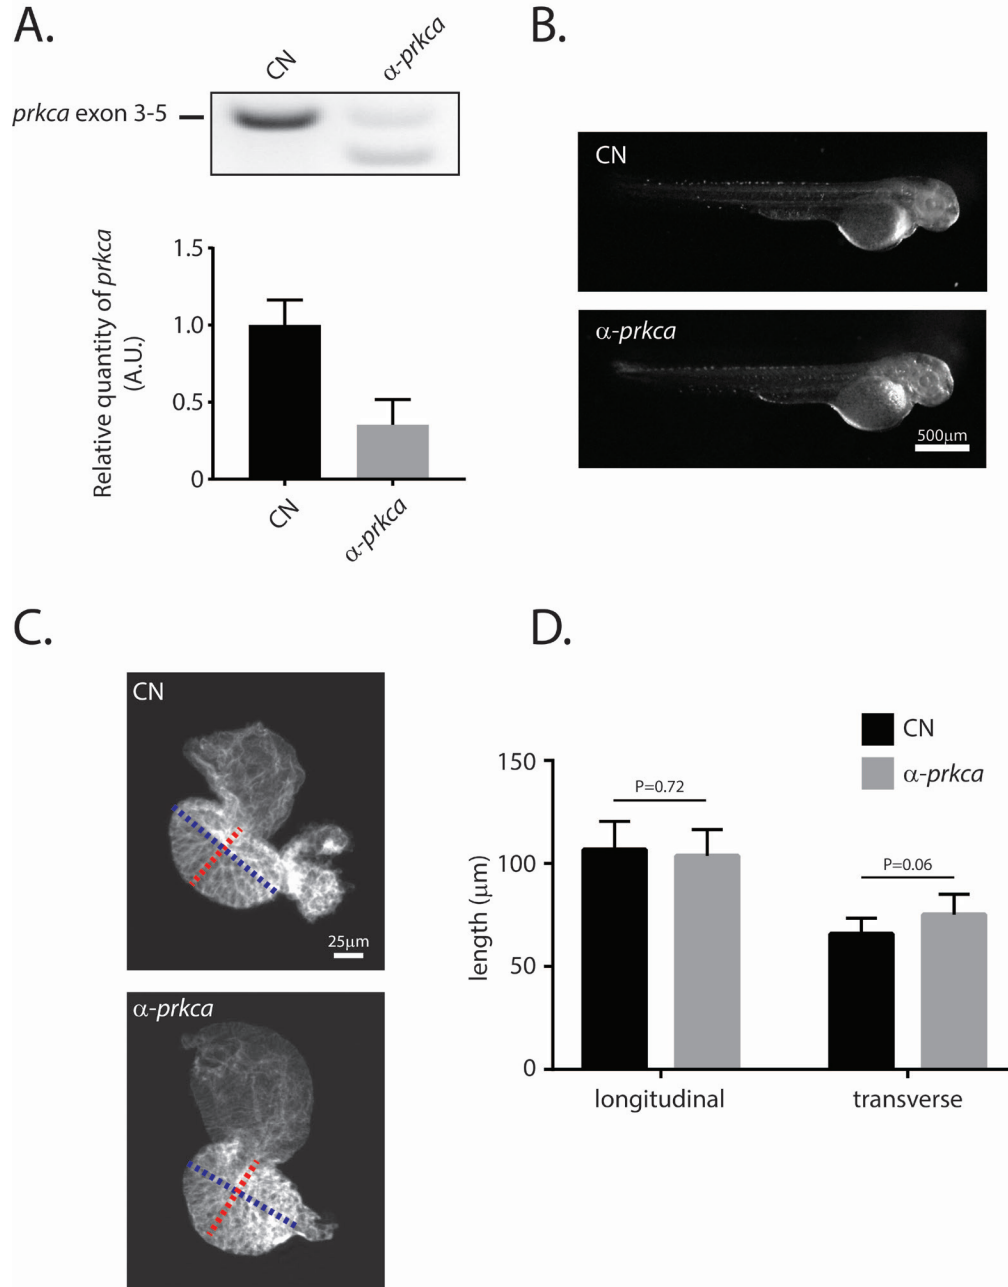 A.
CN
α-prkca
prkca exon 3-5
1.5
1.0
0.5
0
Relative quantity of prkca
(A.U.)
CN
α-prkca
B.
CN
α-prkca
500μm
C.
CN
25μm
α-prkca
D.
CN
α-prkca
150
100
50
0
length (μm)
P=0.72
P=0.06
longitudinal
transverse